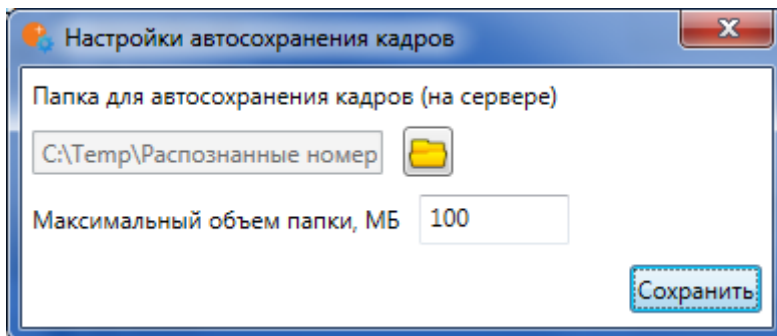 Настройки автосохранения кадров
Папка для автосохранения кадров (на сервере)
C:\Temp\Распознанные номер
Максимальный объем папки, МБ 100
Сохранить